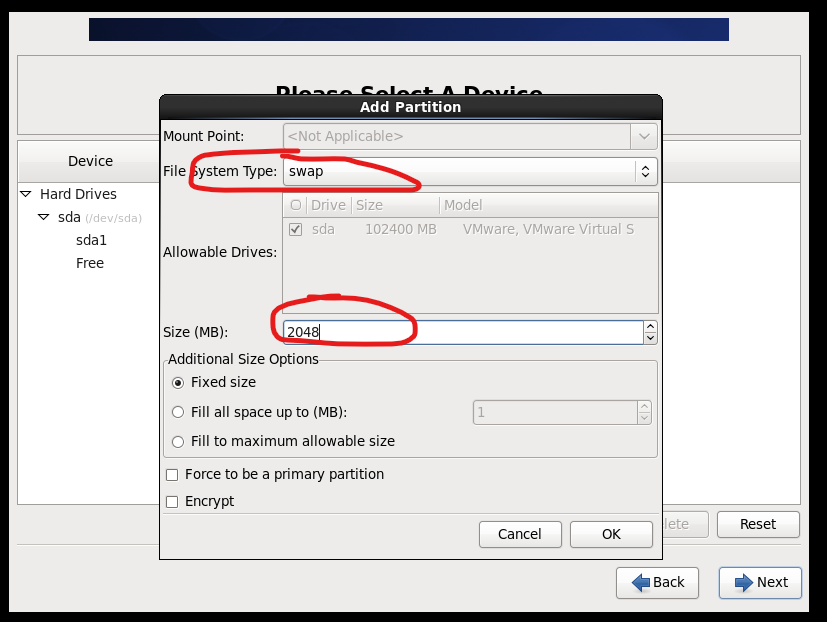 Please Select A Device
Add Partition
Mount Point: <Not Applicable>
File System Type: swap
Device
Drive Size Model
Hard Drives
sda (/dev/sda)
sda 102400 MB VMware, VMware Virtual S
sda1
Allowable Drives:
Free
Size (MB): 2048
Additional Size Options
Fixed size
Fill all space up to (MB): 1
Fill to maximum allowable size
Force to be a primary partition
Encrypt
Cancel OK
lete Reset
Back Next